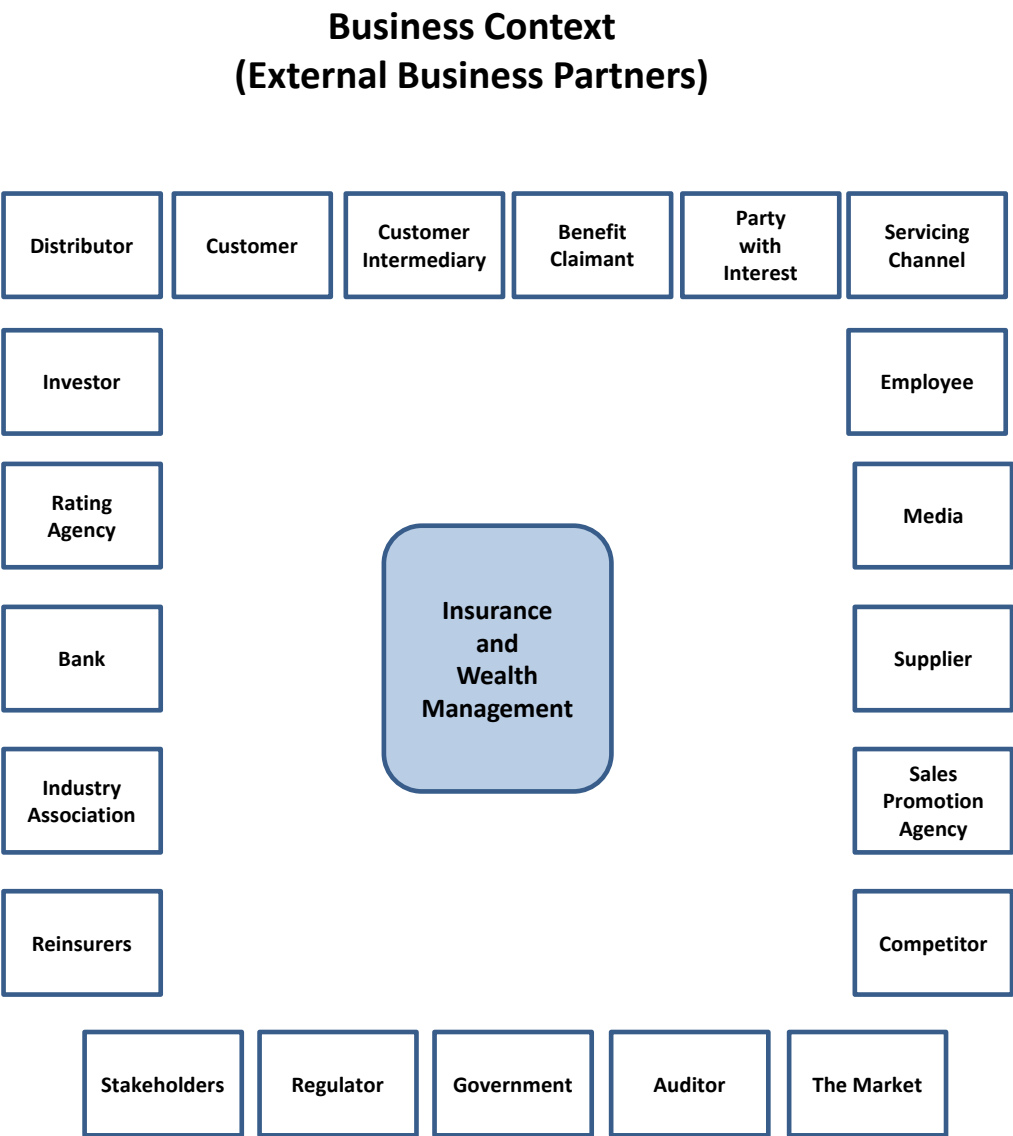 Business Context
(External Business Partners)
Distributor
Customer
Customer
Intermediary
Benefit
Claimant
Party
with
Interest
Servicing
Channel
Investor
Employee
Rating
Agency
Media
Insurance
and
Wealth
Management
Bank
Supplier
Industry
Association
Sales
Promotion
Agency
Reinsurers
Competitor
Stakeholders
Regulator
Government
Auditor
The Market